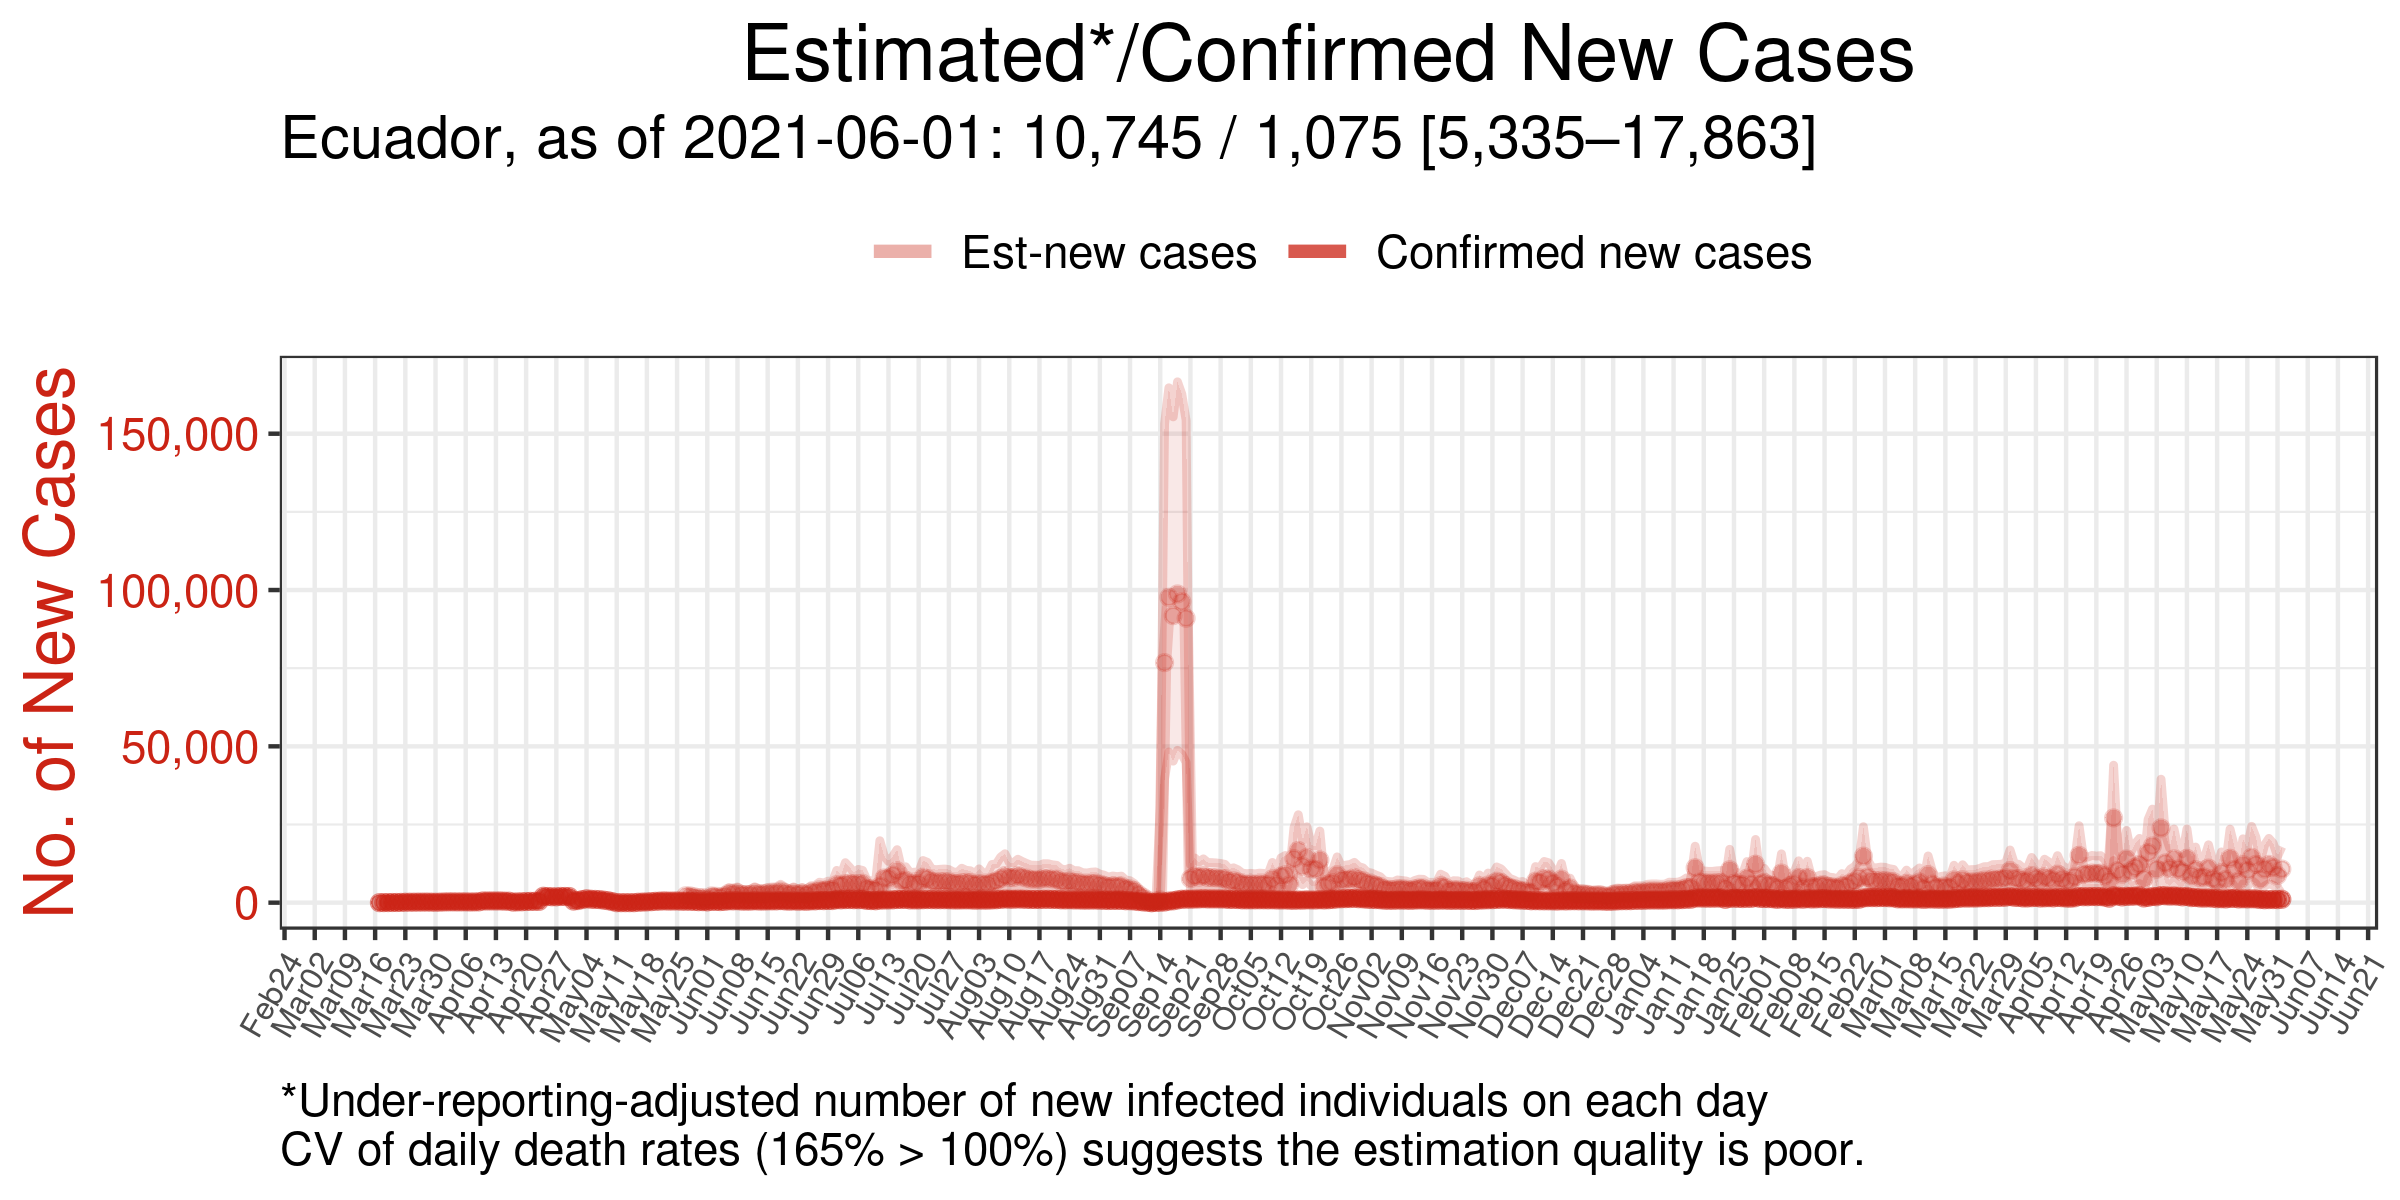 Estimated*/Confirmed New Cases
Ecuador, as of 2021-06-01: 10,745 / 1,075 [5,335–17,863]
Est-new cases Confirmed new cases
No. of New Cases
150,000
100,000
50,000
0
Feb24 Mar02 Mar09 Mar16 Mar23 Mar30 Apr06 Apr13 Apr20 Apr27 May04 May11 May18 May25 Jun01 Jun08 Jun15 Jun22 Jun29 Jul06 Jul13 Jul20 Jul27 Aug03 Aug10 Aug17 Aug24 Aug31 Sep07 Sep14 Sep21 Sep28 Oct05 Oct12 Oct19 Oct26 Nov02 Nov09 Nov16 Nov23 Nov30 Dec07 Dec14 Dec21 Dec28 Jan04 Jan11 Jan18 Jan25 Feb01 Feb08 Feb15 Feb22 Mar01 Mar08 Mar15 Mar22 Mar29 Apr05 Apr12 Apr19 Apr26 May03 May10 May17 May24 May31 Jun07 Jun14 Jun21
*Under-reporting-adjusted number of new infected individuals on each day
CV of daily death rates (165% > 100%) suggests the estimation quality is poor.